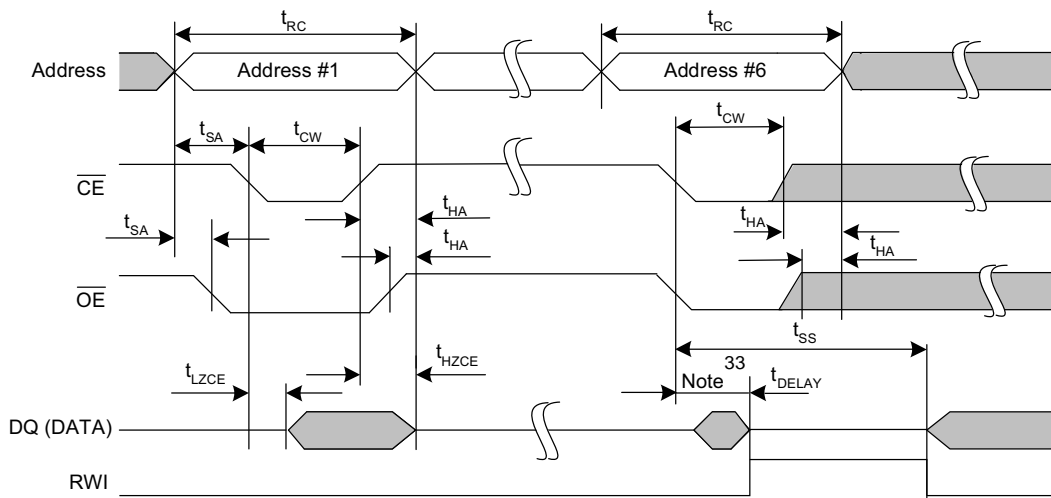 tRC
tRC
Address
Address #1
Address #6
tSA
tCW
tCW
CE
tSA
tHA
tHA
tHA
tHA
OE
tSS
tLZCE
tHZCE
33
Note
tDELAY
DQ (DATA)
RWI